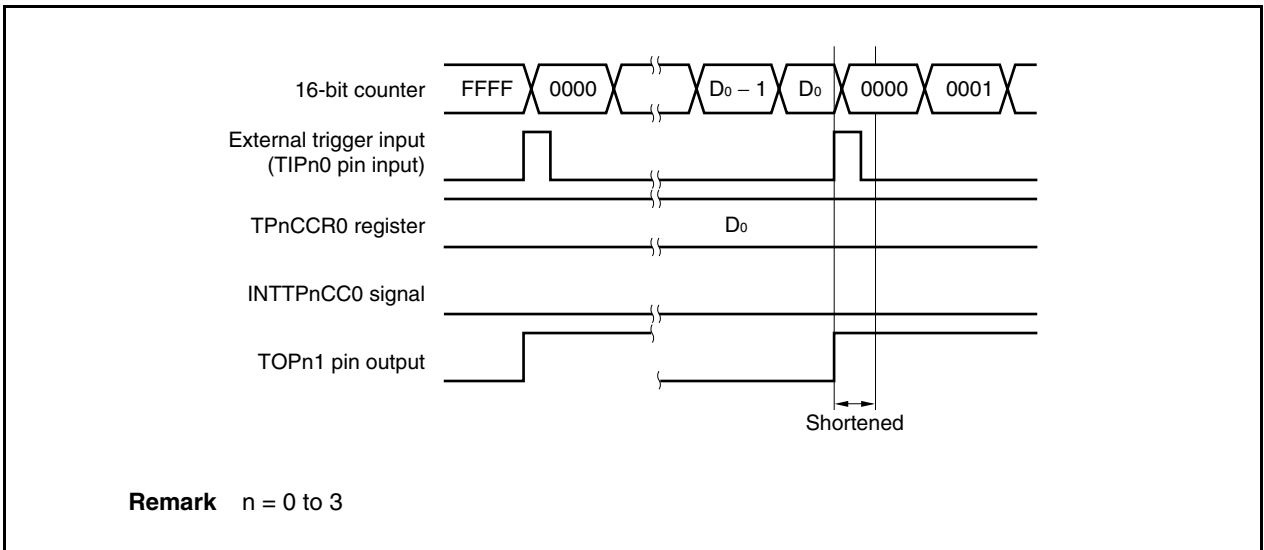 16-bit counter FFFF 0000 D0 − 1 D0 0000 0001
External trigger input
(TIPn0 pin input)
TPnCCR0 register D0
INTTPnCC0 signal
TOPn1 pin output
Shortened
Remark n = 0 to 3